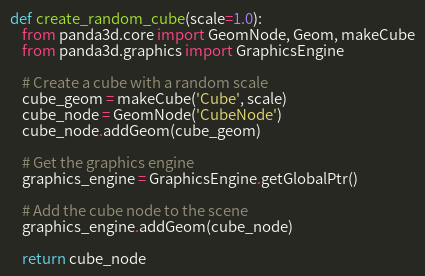 def create_random_cube(scale=1.0):
from panda3d.core import GeomNode, Geom, makeCube
from panda3d.graphics import GraphicsEngine
# Create a cube with a random scale
cube_geom = makeCube('Cube', scale)
cube_node = GeomNode('CubeNode')
cube_node.addGeom(cube_geom)
# Get the graphics engine
graphics_engine = GraphicsEngine.getGlobalPtr()
# Add the cube node to the scene
graphics_engine.addGeom(cube_node)
return cube_node